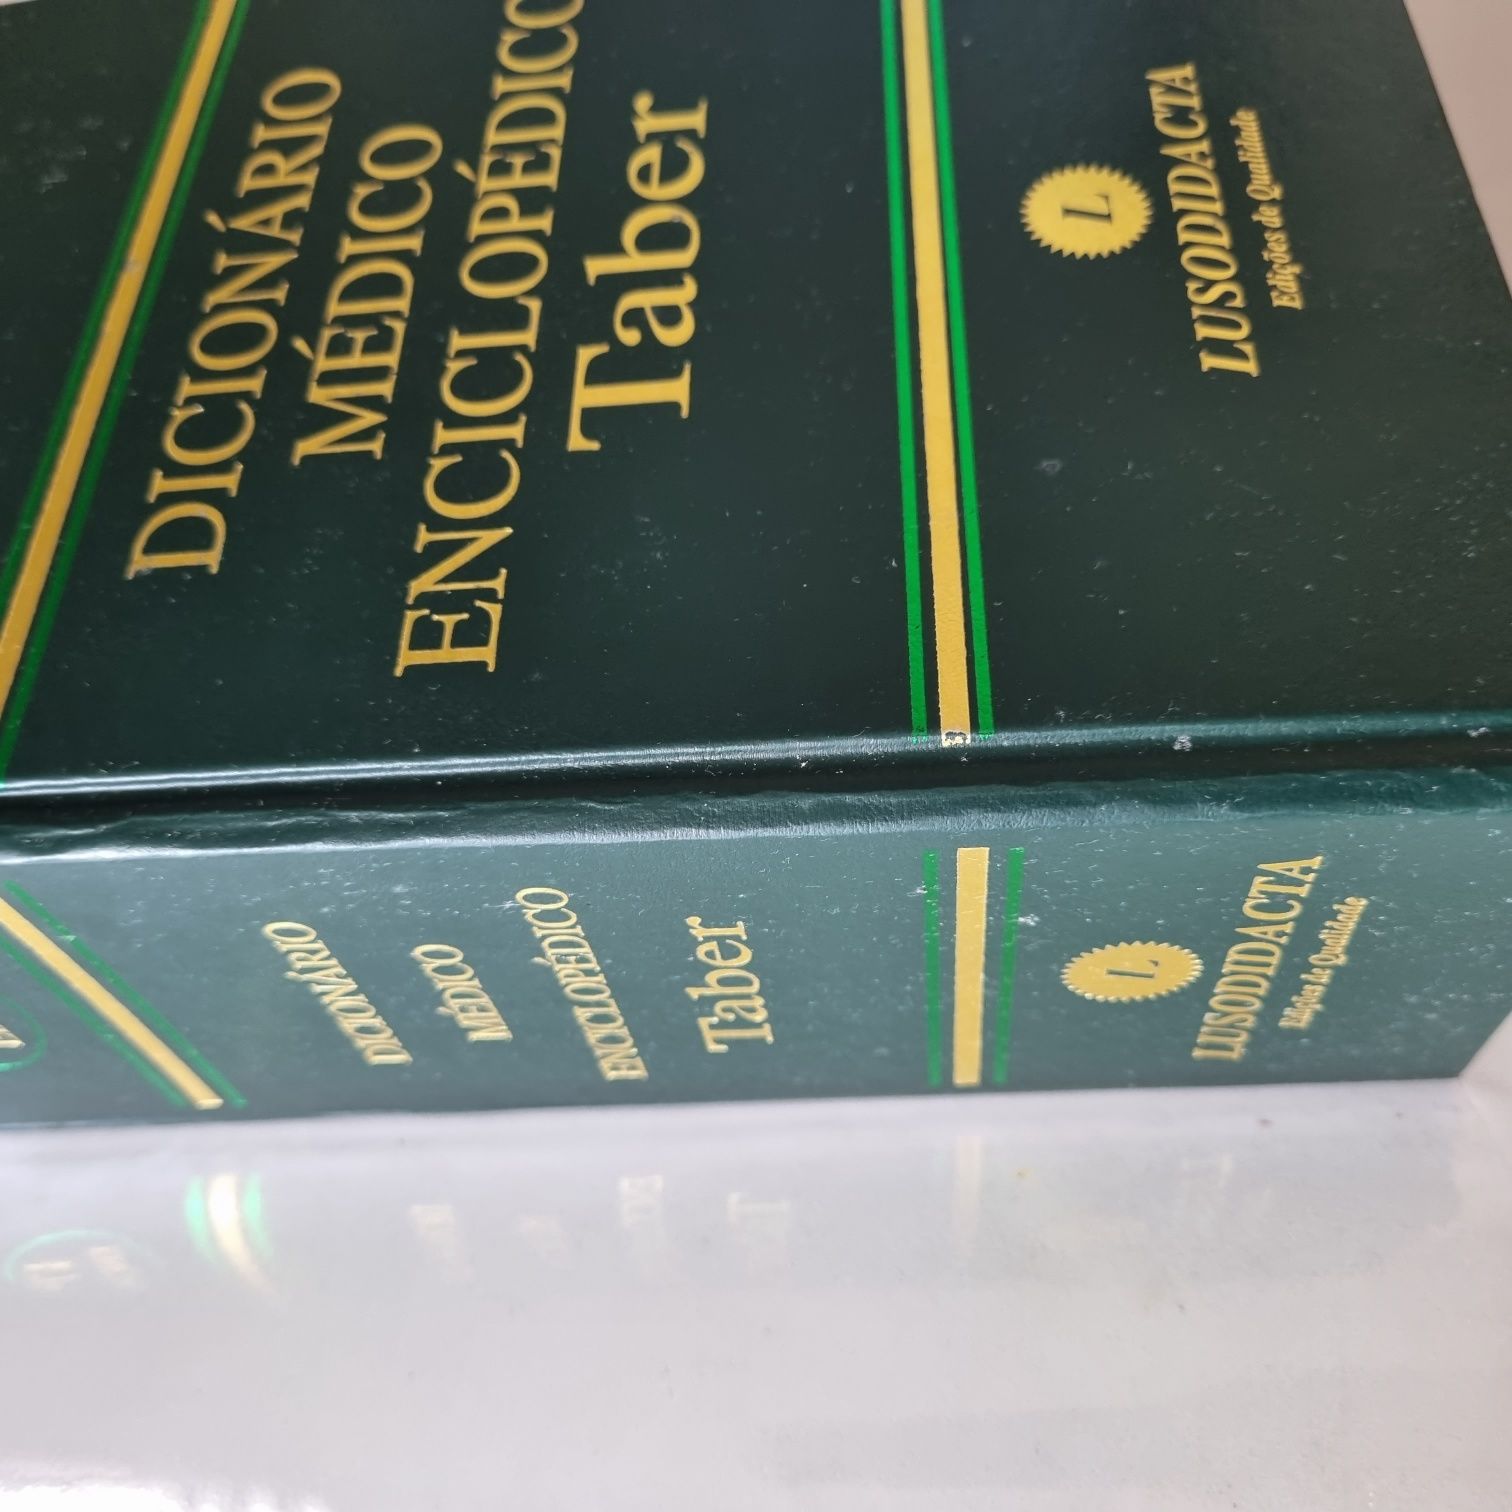 DICIONÁRIO
MÉDICO
ENCICLOPÉDICO
Taber
L
LUSODIDACTA
Edições de Qualidade
DICIONÁRIO
MÉDICO
ENCICLOPÉDICO
Taber
L
LUSODIDACTA
Edições de Qualidade